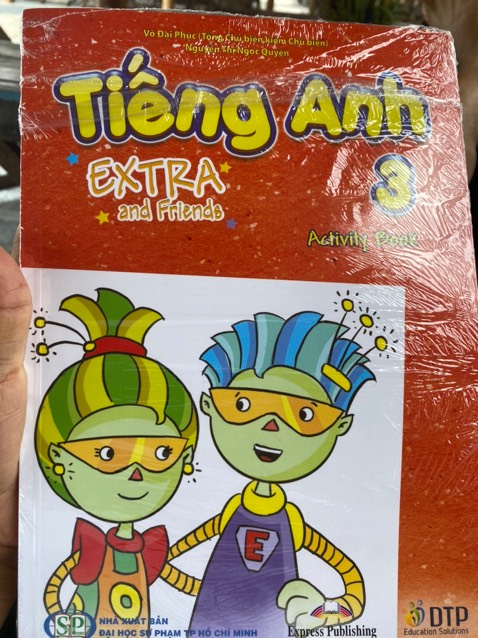 Võ Đại Phúc (Tổng Chủ biên kiêm Chủ biên)
Nguyễn Thị Ngọc Quyên
Tiếng Anh
EXTRA
and Friends
3
Activity Book
E
SP
NHÀ XUẤT BẢN
ĐẠI HỌC SƯ PHẠM TP HỒ CHÍ MINH
Express Publishing
DTP
Education Solutions